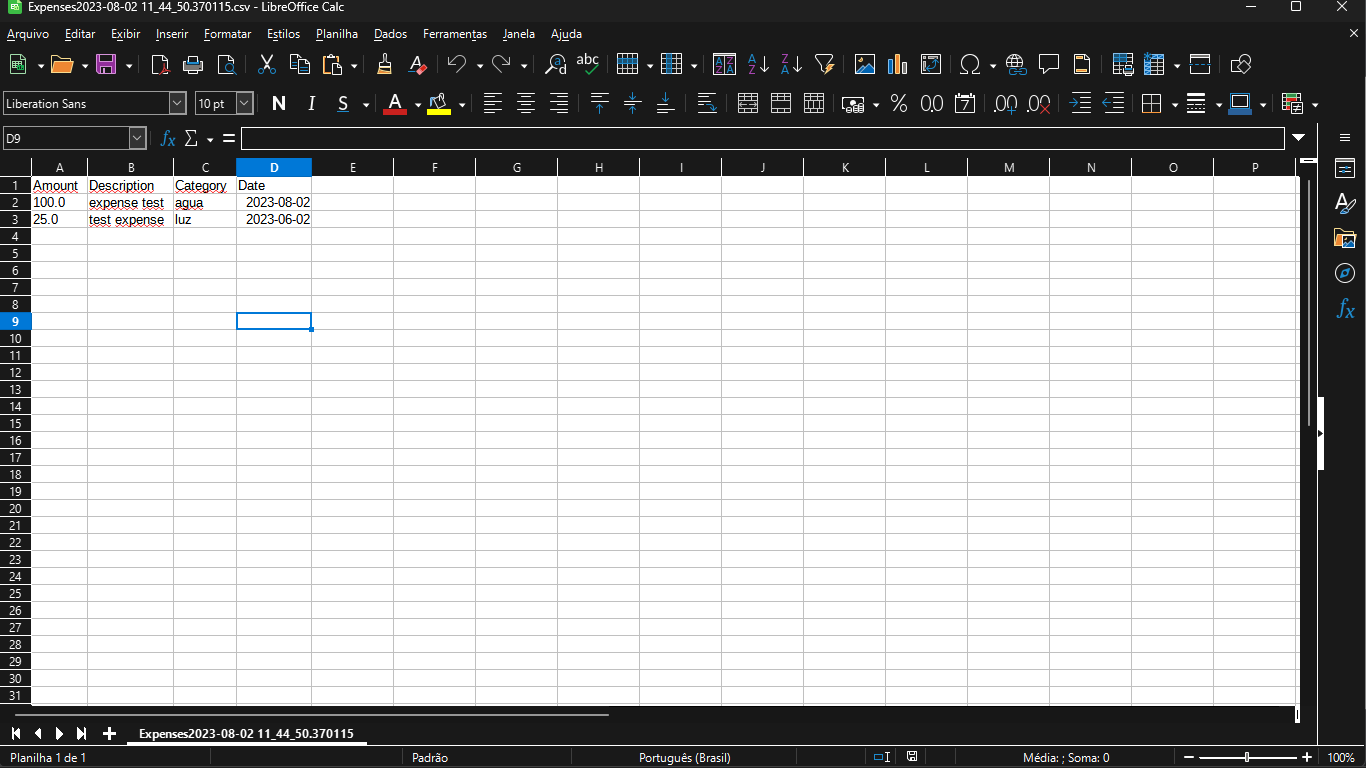 Expenses2023-08-02 11_44_50.370115.csv - LibreOffice Calc
Arquivo Editar Exibir Inserir Formatar Estilos Planilha Dados Ferramentas Janela Ajuda
Liberation Sans 10 pt N I S A
D9 fx Σ =
A B C D E F G H I J K L M N O P
1 Amount Description Category Date
2 100.0 expense test agua 2023-08-02
3 25.0 test expense luz 2023-06-02
4
5
6
7
8
9
10
11
12
13
14
15
16
17
18
19
20
21
22
23
24
25
26
27
28
29
30
31
Expenses2023-08-02 11_44_50.370115
Planilha 1 de 1 Padrão Português (Brasil) Média: ; Soma: 0 100%